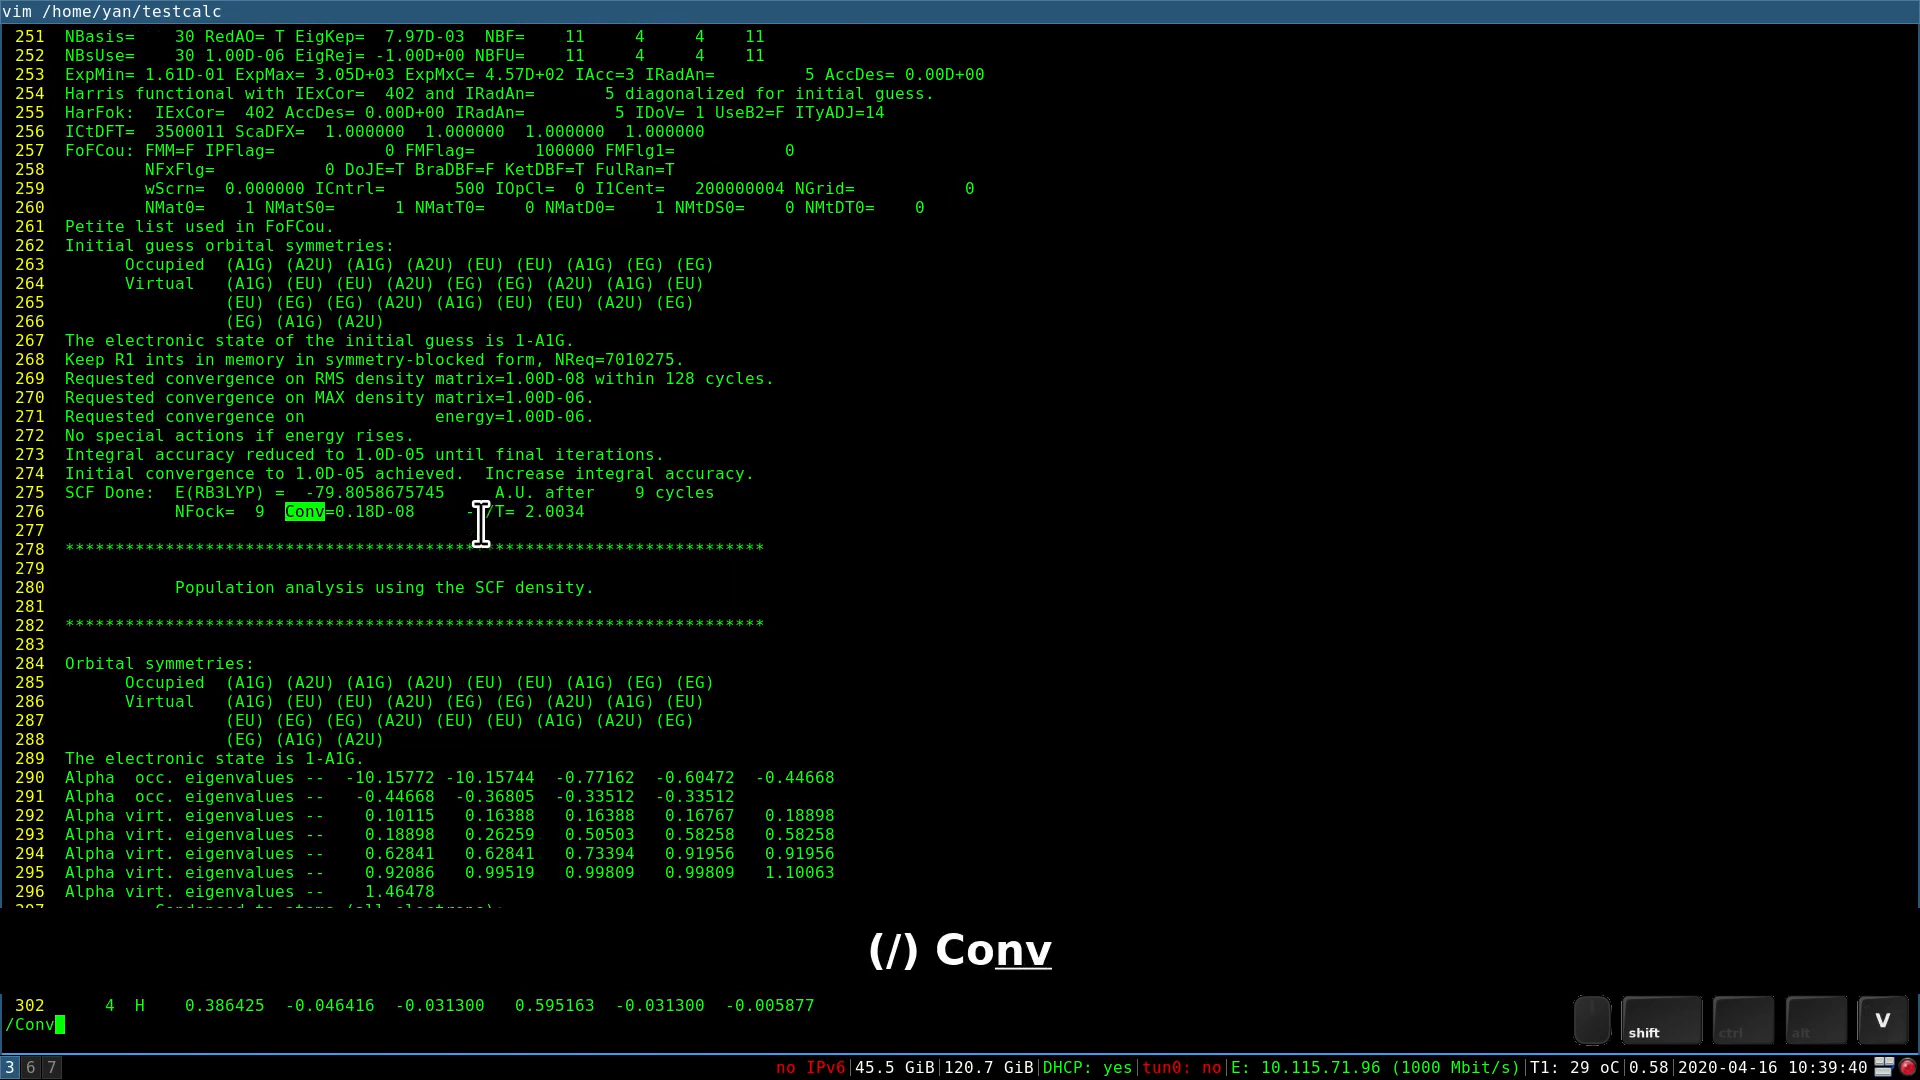 vim /home/yan/testcalc
251 NBasis= 30 RedAO= T EigKep= 7.97D-03 NBF= 11 4 4 11
252 NBsUse= 30 1.00D-06 EigRej= -1.00D+00 NBFU= 11 4 4 11
253 ExpMin= 1.61D-01 ExpMax= 3.05D+03 ExpMxC= 4.57D+02 IAcc=3 IRadAn= 5 AccDes= 0.00D+00
254 Harris functional with IExCor= 402 and IRadAn= 5 diagonalized for initial guess.
255 HarFok: IExCor= 402 AccDes= 0.00D+00 IRadAn= 5 IDoV= 1 UseB2=F ITyADJ=14
256 ICtDFT= 3500011 ScaDFX= 1.000000 1.000000 1.000000 1.000000
257 FoFCou: FMM=F IPFlag= 0 FMFlag= 100000 FMFlg1= 0
258 NFxFlg= 0 DoJE=T BraDBF=F KetDBF=T FulRan=T
259 wScrn= 0.000000 ICntrl= 500 IOpCl= 0 I1Cent= 200000004 NGrid= 0
260 NMat0= 1 NMatS0= 1 NMatT0= 0 NMatD0= 1 NMtDS0= 0 NMtDT0= 0
261 Petite list used in FoFCou.
262 Initial guess orbital symmetries:
263 Occupied (A1G) (A2U) (A1G) (A2U) (EU) (EU) (A1G) (EG) (EG)
264 Virtual (A1G) (EU) (EU) (A2U) (EG) (EG) (A2U) (A1G) (EU)
265 (EU) (EG) (EG) (A2U) (A1G) (EU) (EU) (A2U) (EG)
266 (EG) (A1G) (A2U)
267 The electronic state of the initial guess is 1-A1G.
268 Keep R1 ints in memory in symmetry-blocked form, NReq=7010275.
269 Requested convergence on RMS density matrix=1.00D-08 within 128 cycles.
270 Requested convergence on MAX density matrix=1.00D-06.
271 Requested convergence on energy=1.00D-06.
272 No special actions if energy rises.
273 Integral accuracy reduced to 1.0D-05 until final iterations.
274 Initial convergence to 1.0D-05 achieved. Increase integral accuracy.
275 SCF Done: E(RB3LYP) = -79.8058675745 A.U. after 9 cycles
276 NFock= 9 Conv=0.18D-08 - /T= 2.0034
277
278 **********************************************************************
279
280 Population analysis using the SCF density.
281
282 **********************************************************************
283
284 Orbital symmetries:
285 Occupied (A1G) (A2U) (A1G) (A2U) (EU) (EU) (A1G) (EG) (EG)
286 Virtual (A1G) (EU) (EU) (A2U) (EG) (EG) (A2U) (A1G) (EU)
287 (EU) (EG) (EG) (A2U) (EU) (EU) (A1G) (A2U) (EG)
288 (EG) (A1G) (A2U)
289 The electronic state is 1-A1G.
290 Alpha occ. eigenvalues -- -10.15772 -10.15744 -0.77162 -0.60472 -0.44668
291 Alpha occ. eigenvalues -- -0.44668 -0.36805 -0.33512 -0.33512
292 Alpha virt. eigenvalues -- 0.10115 0.16388 0.16388 0.16767 0.18898
293 Alpha virt. eigenvalues -- 0.18898 0.26259 0.50503 0.58258 0.58258
294 Alpha virt. eigenvalues -- 0.62841 0.62841 0.73394 0.91956 0.91956
295 Alpha virt. eigenvalues -- 0.92086 0.99519 0.99809 0.99809 1.10063
296 Alpha virt. eigenvalues -- 1.46478
(/) Conv
302 4 H 0.386425 -0.046416 -0.031300 0.595163 -0.031300 -0.005877
/Conv
shift ctrl alt V
3 6 7 no IPv6|45.5 GiB|120.7 GiB|DHCP: yes|tun0: no|E: 10.115.71.96 (1000 Mbit/s)|T1: 29 oC|0.58|2020-04-16 10:39:40